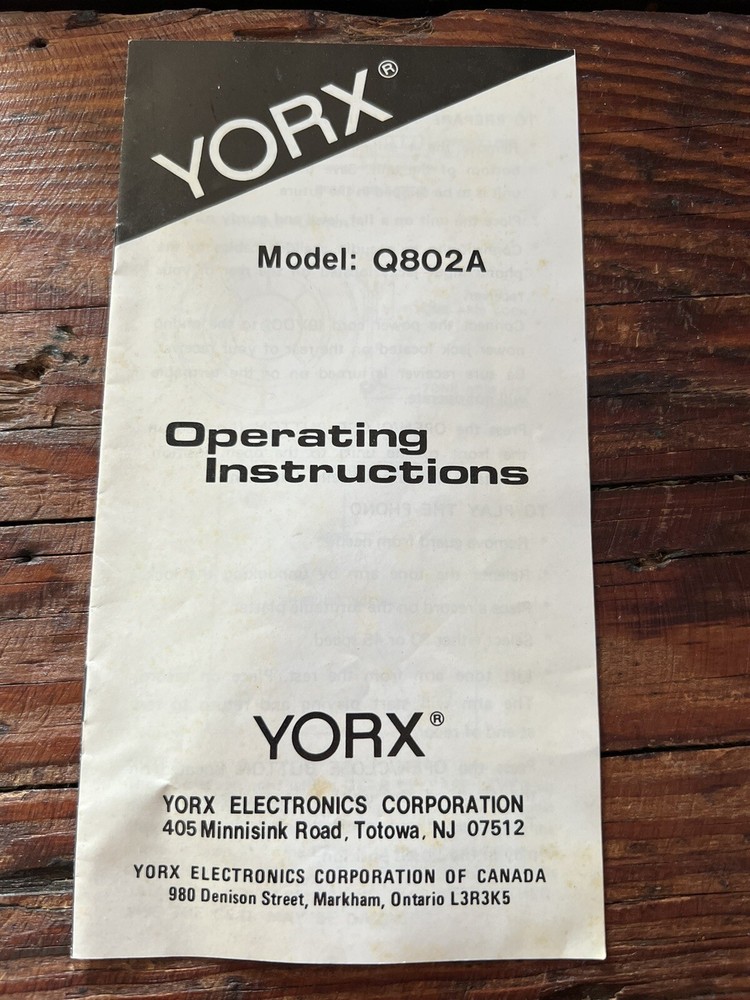 YORX®
Model: Q802A
Operating
Instructions
YORX®
YORX ELECTRONICS CORPORATION
405 Minnisink Road, Totowa, NJ 07512
YORX ELECTRONICS CORPORATION OF CANADA
980 Denison Street, Markham, Ontario L3R3K5